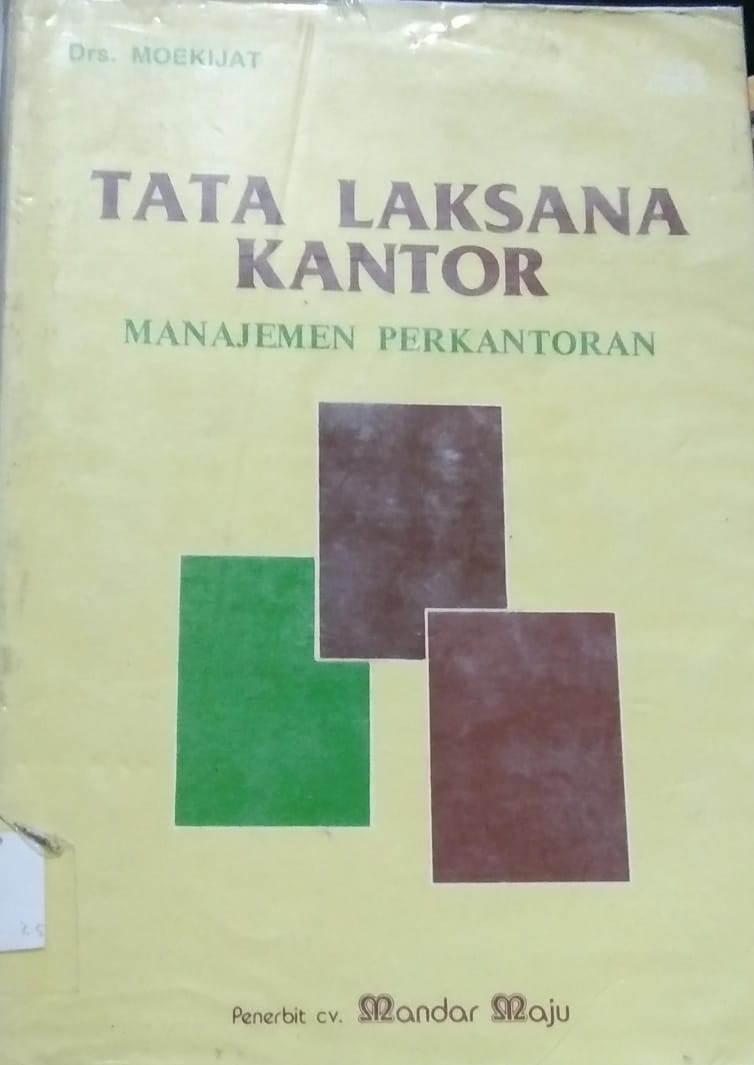 Drs. MOEKIJAT
TATA LAKSANA
KANTOR
MANAJEMEN PERKANTORAN
Penerbit cv. Mandar Maju